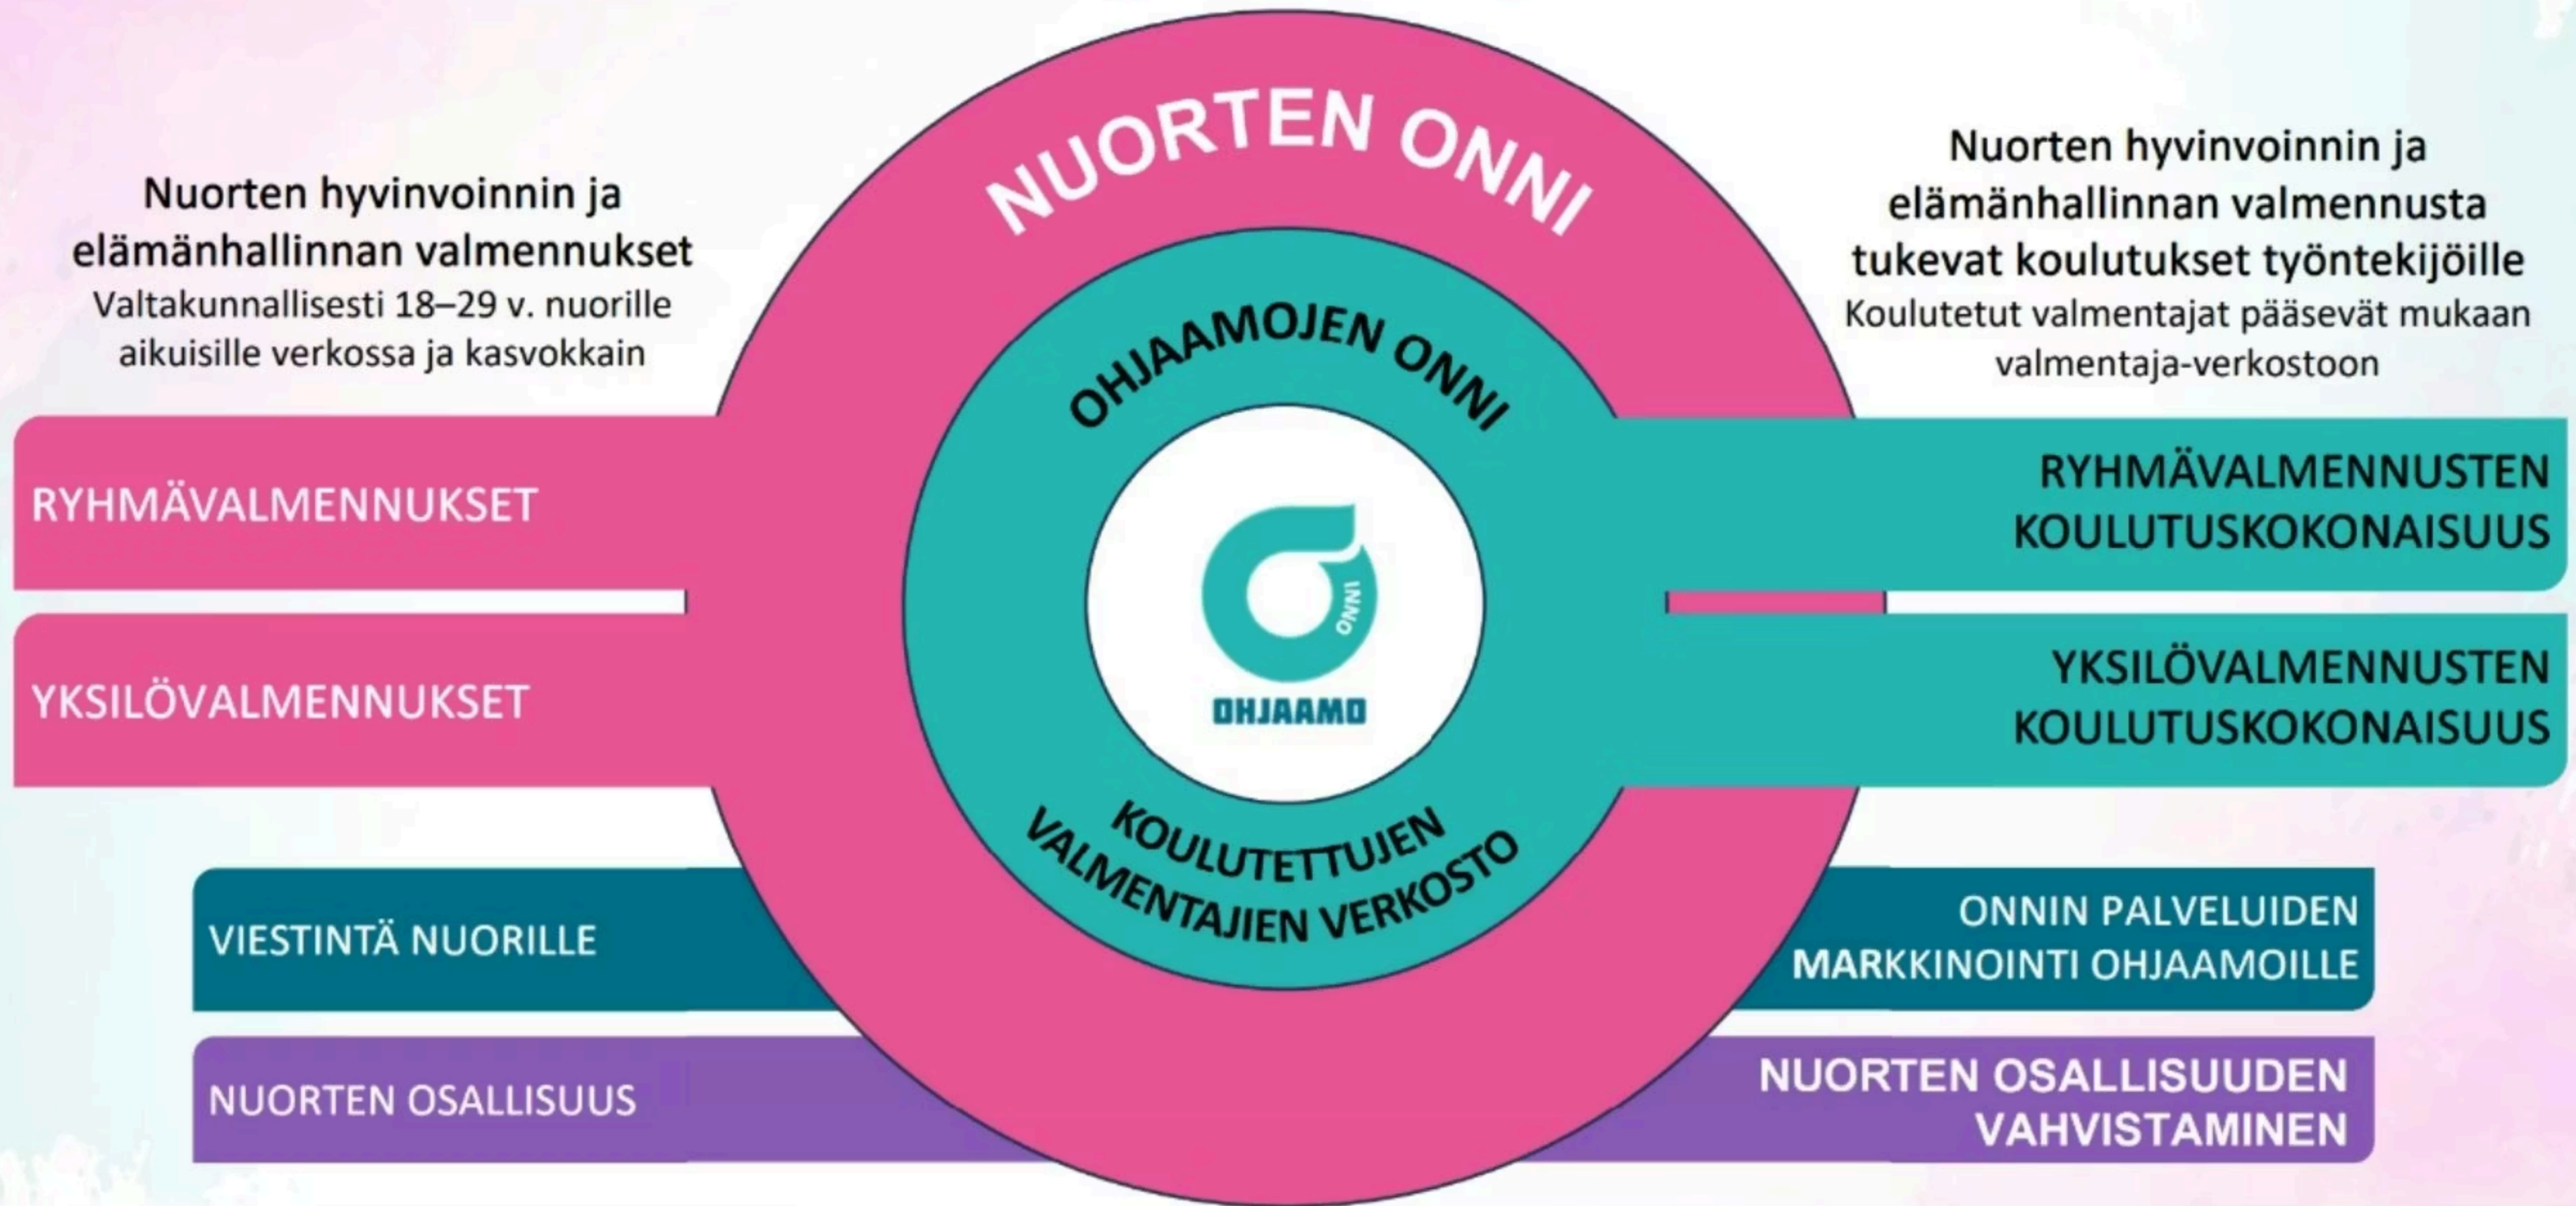 NUORTEN ONNI
Nuorten hyvinvoinnin ja
elämänhallinnan valmennukset
Valtakunnallisesti 18–29 v. nuorille
aikuisille verkossa ja kasvokkain
RYHMÄVALMENNUKSET
YKSILÖVALMENNUKSET
VIESTINTÄ NUORILLE
NUORTEN OSALLISUUS
OHJAAMOJEN ONNI
ONNI
OHJAAMO
KOULUTETTUJEN
VALMENTAJIEN VERKOSTO
Nuorten hyvinvoinnin ja
elämänhallinnan valmennusta
tukevat koulutukset työntekijöille
Koulutetut valmentajat pääsevät mukaan
valmentaja-verkostoon
RYHMÄVALMENNUSTEN
KOULUTUSKOKONAISUUS
YKSILÖVALMENNUSTEN
KOULUTUSKOKONAISUUS
ONNIN PALVELUIDEN
MARKKINOINTI OHJAAMOILLE
NUORTEN OSALLISUUDEN
VAHVISTAMINEN